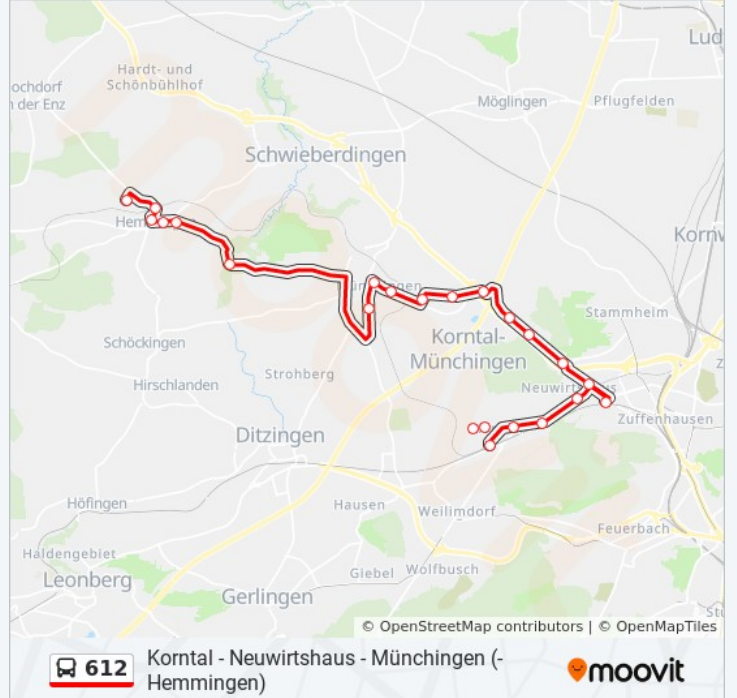 Lud
Hardt- und
Schönbühlhof
ochdorf
n der Enz
Möglingen
Pflugfelden
Schwieberdingen
Hem
Kornw
Stammheim
Korntal-
Münchingen
Schöckingen
Strohberg
Hirschlanden
Neuwirtshaus
Zuffenhausen
Ditzingen
Höfingen
Hausen
Weilimdorf
Feuerbach
Haldengebiet
Leonberg
Giebel
Wolfbusch
Gerlingen
Stu
© OpenStreetMap contributors | © OpenMapTiles
612
Korntal - Neuwirtshaus - Münchingen (-
Hemmingen)
moovit